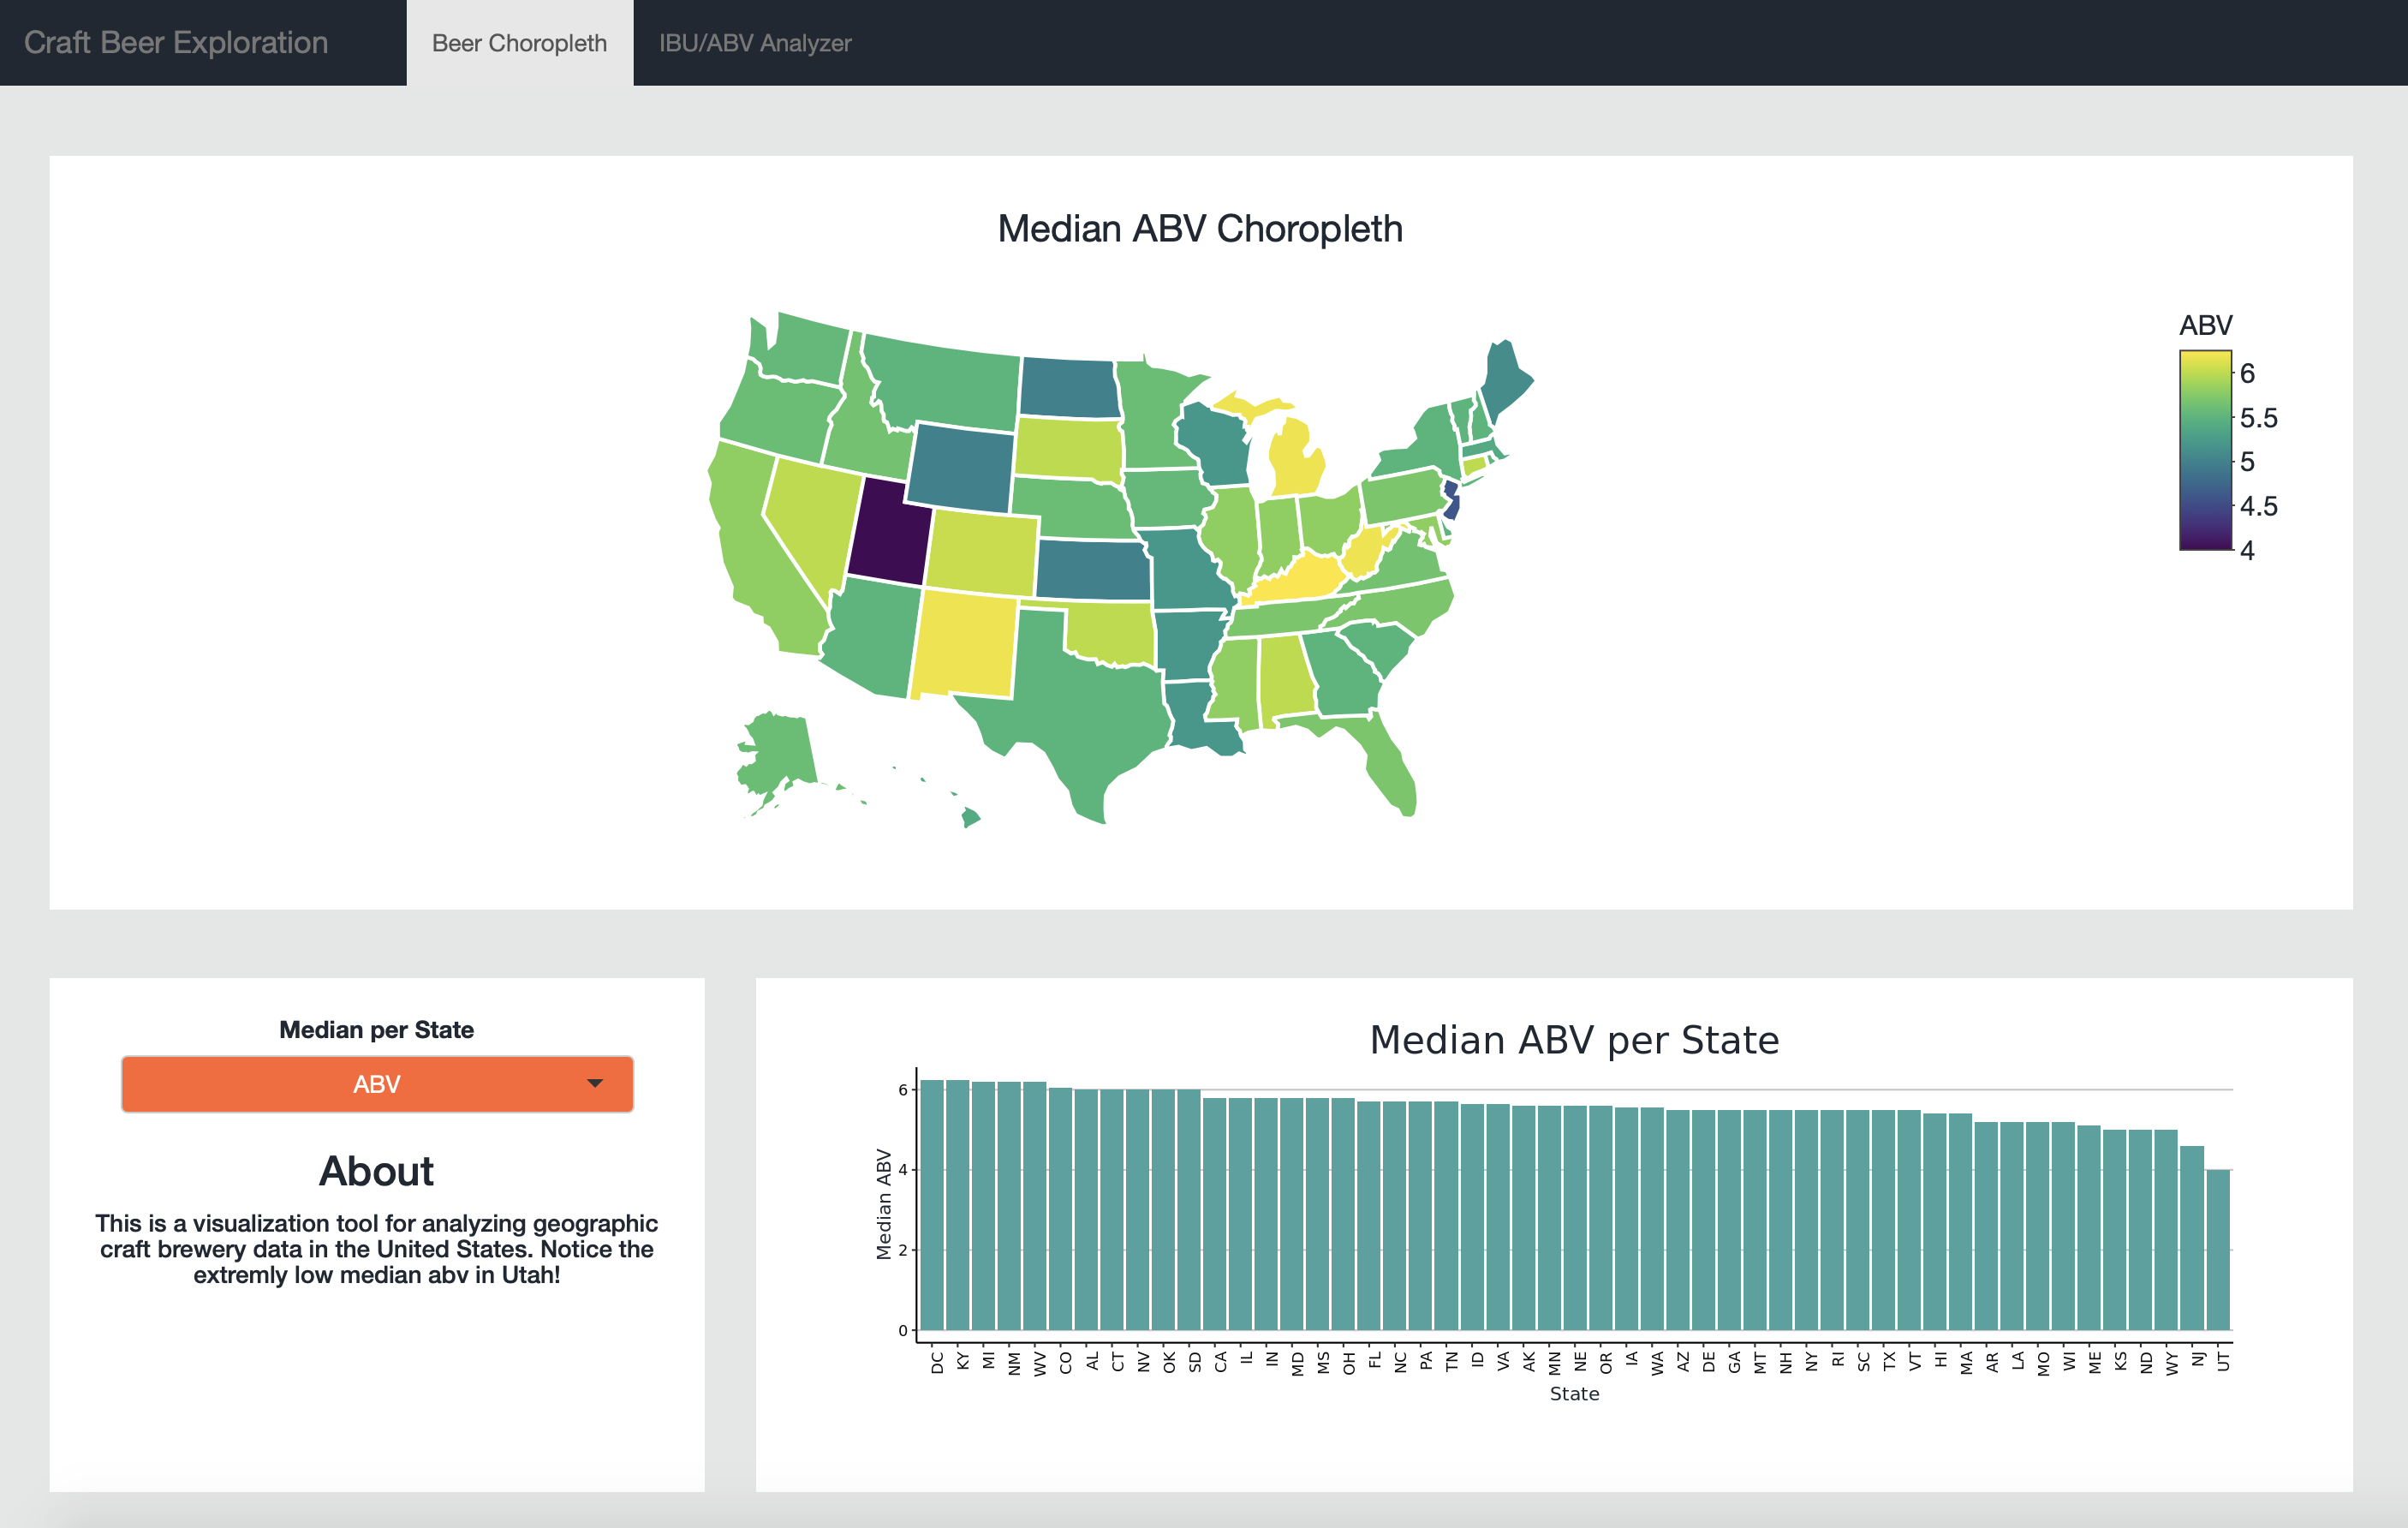 Craft Beer Exploration
Beer Choropleth
IBU/ABV Analyzer
Median ABV Choropleth
ABV
6
5.5
5
4.5
4
Median per State
ABV
About
This is a visualization tool for analyzing geographic
craft brewery data in the United States. Notice the
extremly low median abv in Utah!
Median ABV per State
Median ABV
6
4
2
0
DC KY MI NM WV CO AL CT NV OK SD CA IL IN MD MS OH FL NC PA TN ID VA AK MN NE OR IA WA AZ DE GA MT NH NY RI SC TX VT HI MA AR LA MO WI ME KS ND WY NJ UT
State